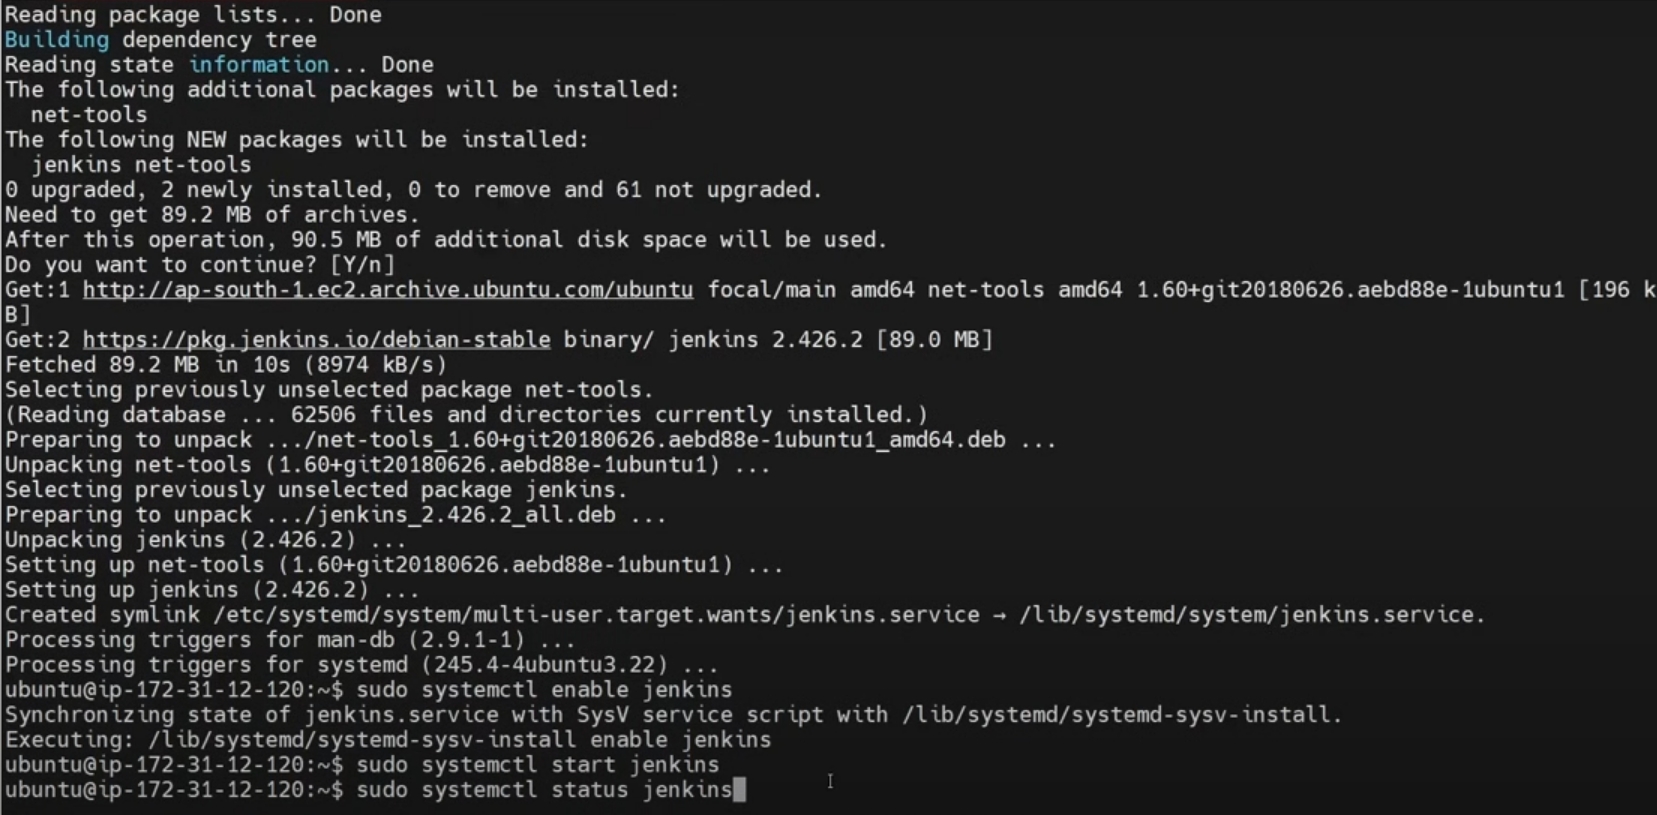 Reading package lists... Done
Building dependency tree
Reading state information... Done
The following additional packages will be installed:
  net-tools
The following NEW packages will be installed:
  jenkins net-tools
0 upgraded, 2 newly installed, 0 to remove and 61 not upgraded.
Need to get 89.2 MB of archives.
After this operation, 90.5 MB of additional disk space will be used.
Do you want to continue? [Y/n]
Get:1 http://ap-south-1.ec2.archive.ubuntu.com/ubuntu focal/main amd64 net-tools amd64 1.60+git20180626.aebd88e-1ubuntu1 [196 k
B]
Get:2 https://pkg.jenkins.io/debian-stable binary/ jenkins 2.426.2 [89.0 MB]
Fetched 89.2 MB in 10s (8974 kB/s)
Selecting previously unselected package net-tools.
(Reading database ... 62506 files and directories currently installed.)
Preparing to unpack .../net-tools_1.60+git20180626.aebd88e-1ubuntu1_amd64.deb ...
Unpacking net-tools (1.60+git20180626.aebd88e-1ubuntu1) ...
Selecting previously unselected package jenkins.
Preparing to unpack .../jenkins_2.426.2_all.deb ...
Unpacking jenkins (2.426.2) ...
Setting up net-tools (1.60+git20180626.aebd88e-1ubuntu1) ...
Setting up jenkins (2.426.2) ...
Created symlink /etc/systemd/system/multi-user.target.wants/jenkins.service → /lib/systemd/system/jenkins.service.
Processing triggers for man-db (2.9.1-1) ...
Processing triggers for systemd (245.4-4ubuntu3.22) ...
ubuntu@ip-172-31-12-120:~$ sudo systemctl enable jenkins
Synchronizing state of jenkins.service with SysV service script with /lib/systemd/systemd-sysv-install.
Executing: /lib/systemd/systemd-sysv-install enable jenkins
ubuntu@ip-172-31-12-120:~$ sudo systemctl start jenkins
ubuntu@ip-172-31-12-120:~$ sudo systemctl status jenkins